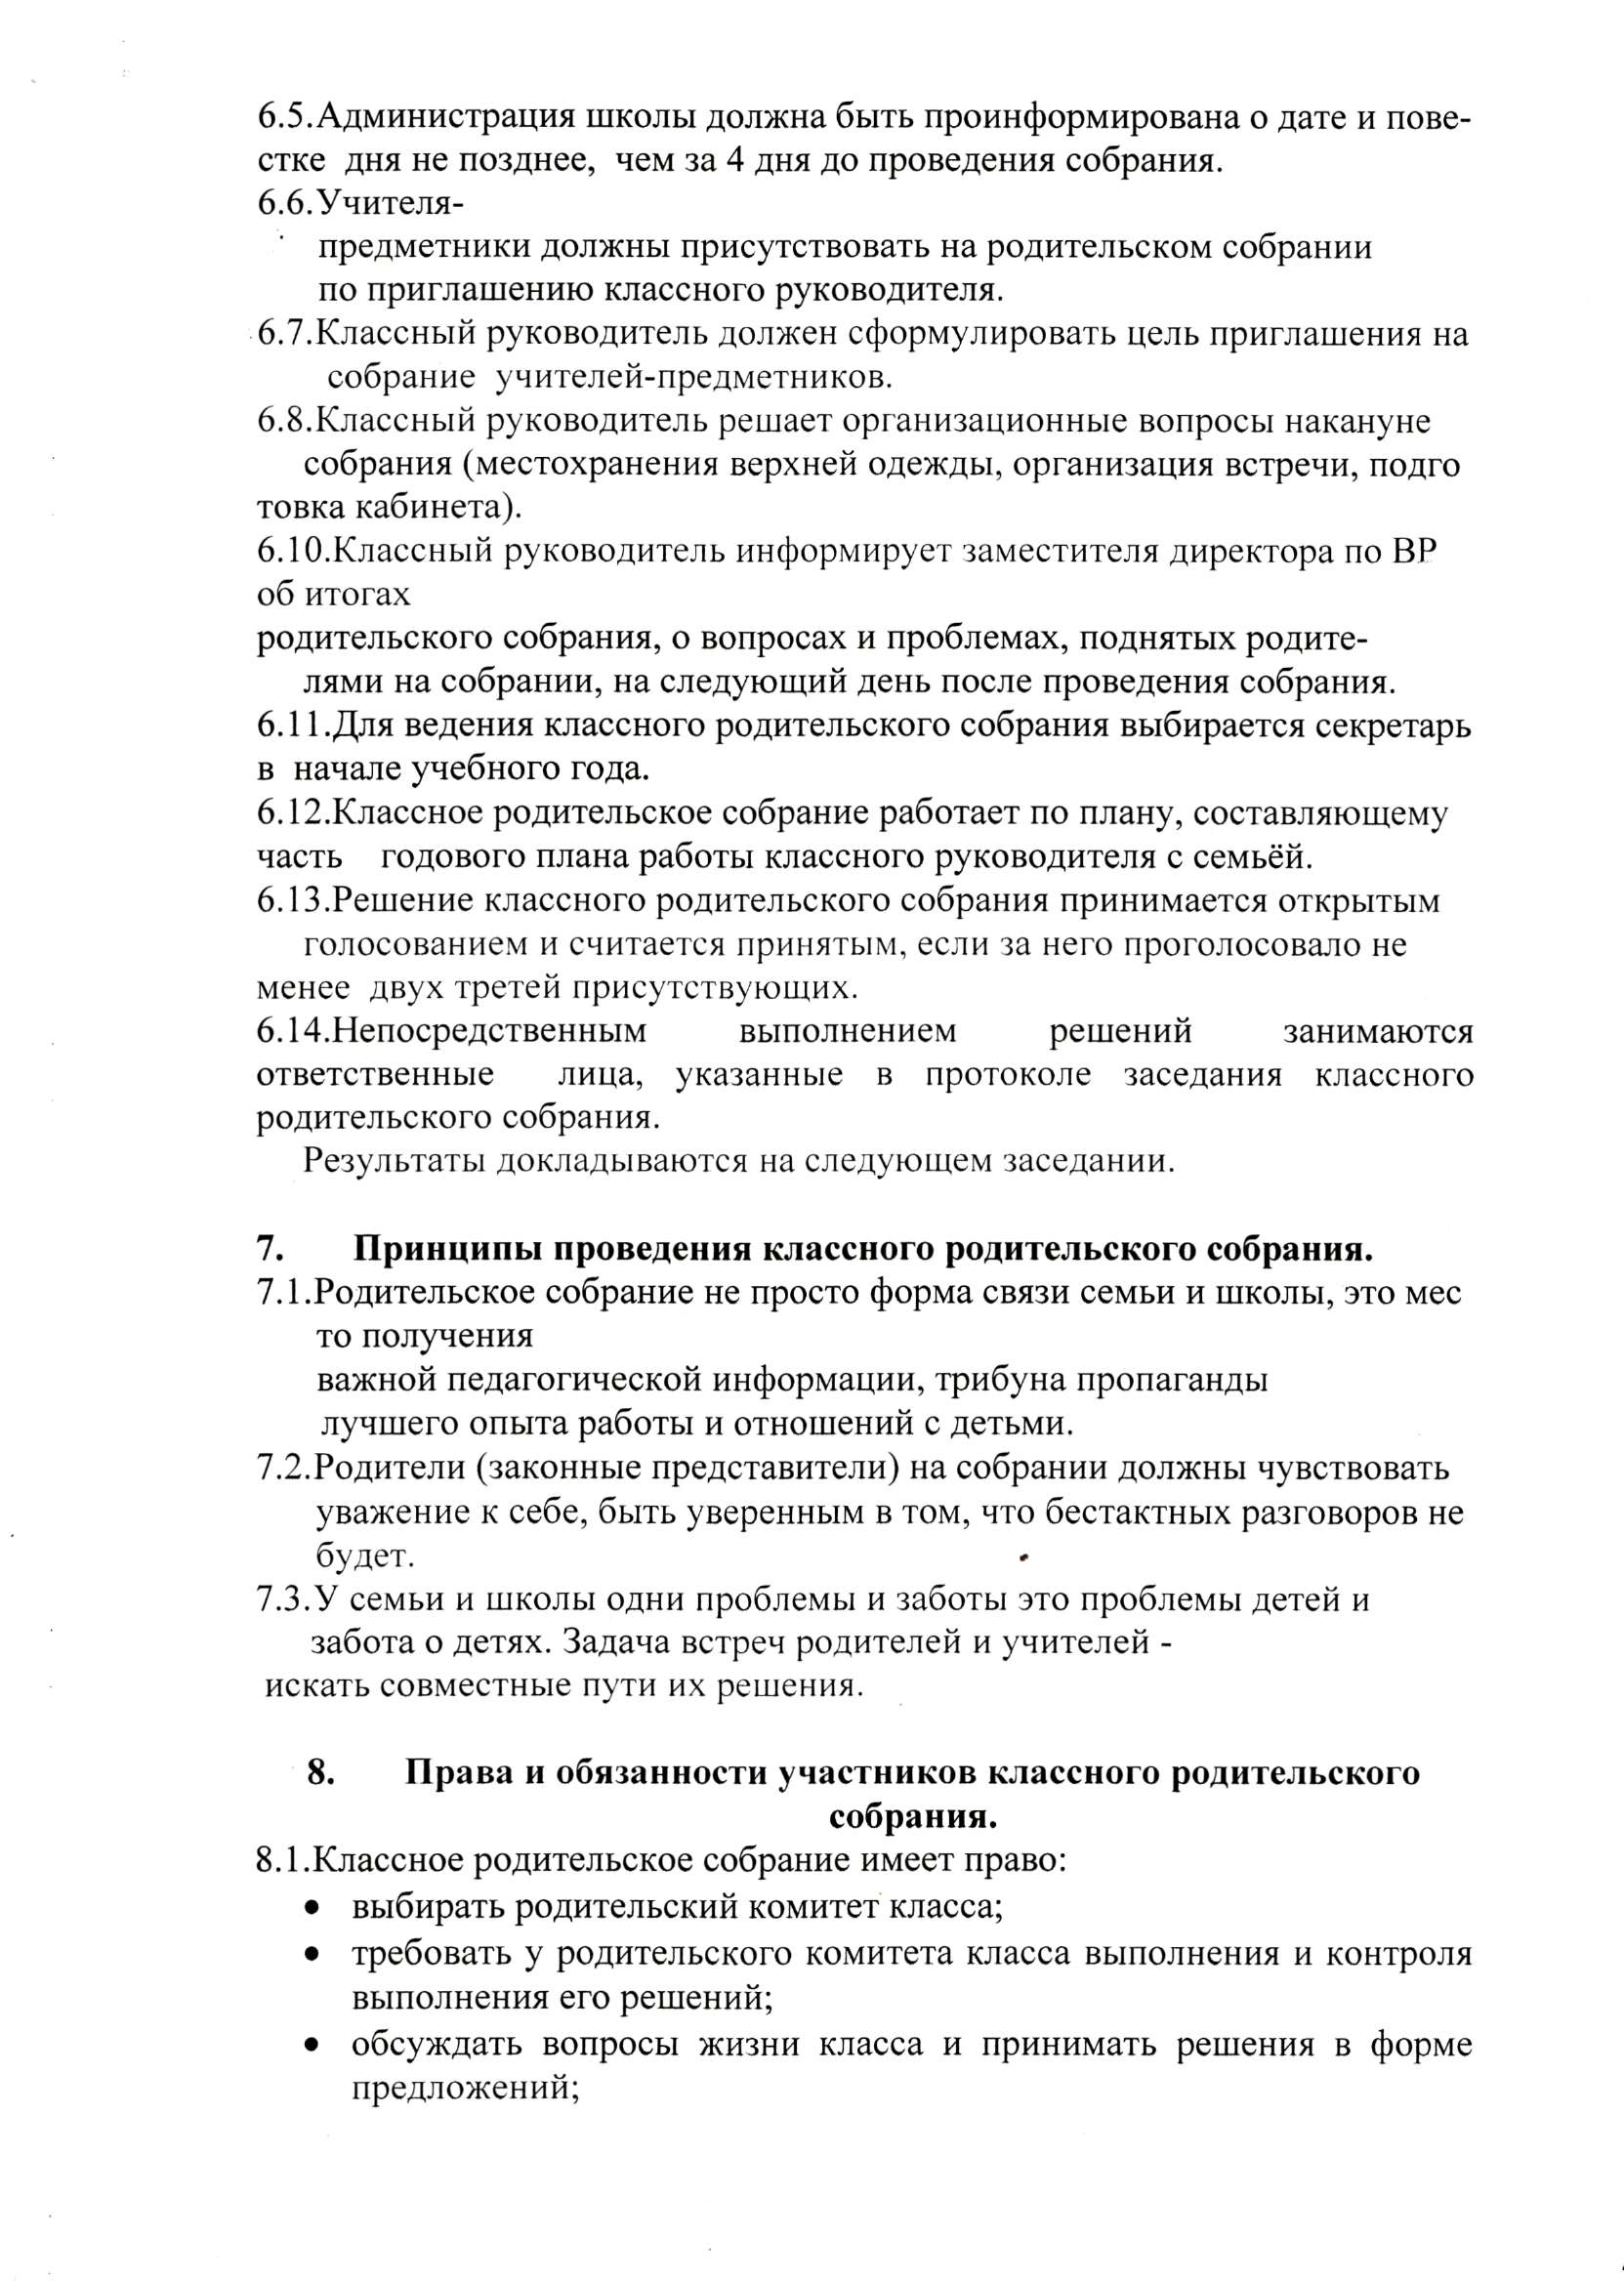 6.5.Администрация школы должна быть проинформирована о дате и пове-
стке дня не позднее, чем за 4 дня до проведения собрания.
6.6.Учителя-
предметники должны присутствовать на родительском собрании
по приглашению классного руководителя.
6.7.Классный руководитель должен сформулировать цель приглашения на
собрание учителей-предметников.
6.8.Классный руководитель решает организационные вопросы накануне
собрания (местохранения верхней одежды, организация встречи, подго
товка кабинета).
6.10.Классный руководитель информирует заместителя директора по ВР
об итогах
родительского собрания, о вопросах и проблемах, поднятых родите-
лями на собрании, на следующий день после проведения собрания.
6.11.Для ведения классного родительского собрания выбирается секретарь
в начале учебного года.
6.12.Классное родительское собрание работает по плану, составляющему
часть годового плана работы классного руководителя с семьёй.
6.13.Решение классного родительского собрания принимается открытым
голосованием и считается принятым, если за него проголосовало не
менее двух третей присутствующих.
6.14.Непосредственным выполнением решений занимаются
ответственные лица, указанные в протоколе заседания классного
родительского собрания.
Результаты докладываются на следующем заседании.
7. Принципы проведения классного родительского собрания.
7.1.Родительское собрание не просто форма связи семьи и школы, это мес
то получения
важной педагогической информации, трибуна пропаганды
лучшего опыта работы и отношений с детьми.
7.2.Родители (законные представители) на собрании должны чувствовать
уважение к себе, быть уверенным в том, что бестактных разговоров не
будет.
7.3.У семьи и школы одни проблемы и заботы это проблемы детей и
забота о детях. Задача встреч родителей и учителей -
искать совместные пути их решения.
8. Права и обязанности участников классного родительского
собрания.
8.1.Классное родительское собрание имеет право:
• выбирать родительский комитет класса;
• требовать у родительского комитета класса выполнения и контроля
выполнения его решений;
• обсуждать вопросы жизни класса и принимать решения в форме
предложений;